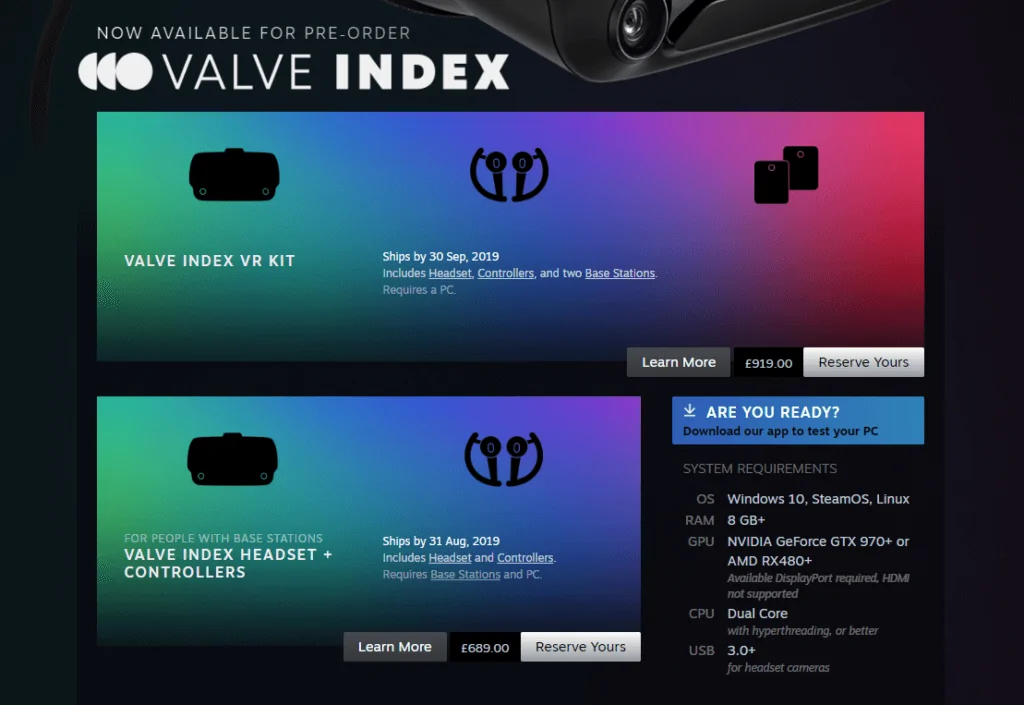 NOW AVAILABLE FOR PRE-ORDER
VALVE INDEX
VALVE INDEX VR KIT
Ships by 30 Sep, 2019
Includes Headset, Controllers, and two Base Stations.
Requires a PC.
Learn More
£919.00
Reserve Yours
FOR PEOPLE WITH BASE STATIONS
VALVE INDEX HEADSET +
CONTROLLERS
Ships by 31 Aug, 2019
Includes Headset and Controllers.
Requires Base Stations and PC.
Learn More
£689.00
Reserve Yours
ARE YOU READY?
Download our app to test your PC
SYSTEM REQUIREMENTS
OS Windows 10, SteamOS, Linux
RAM 8 GB+
GPU NVIDIA GeForce GTX 970+ or
AMD RX480+
Available DisplayPort required, HDMI
not supported
CPU Dual Core
with hyperthreading, or better
USB 3.0+
for headset cameras